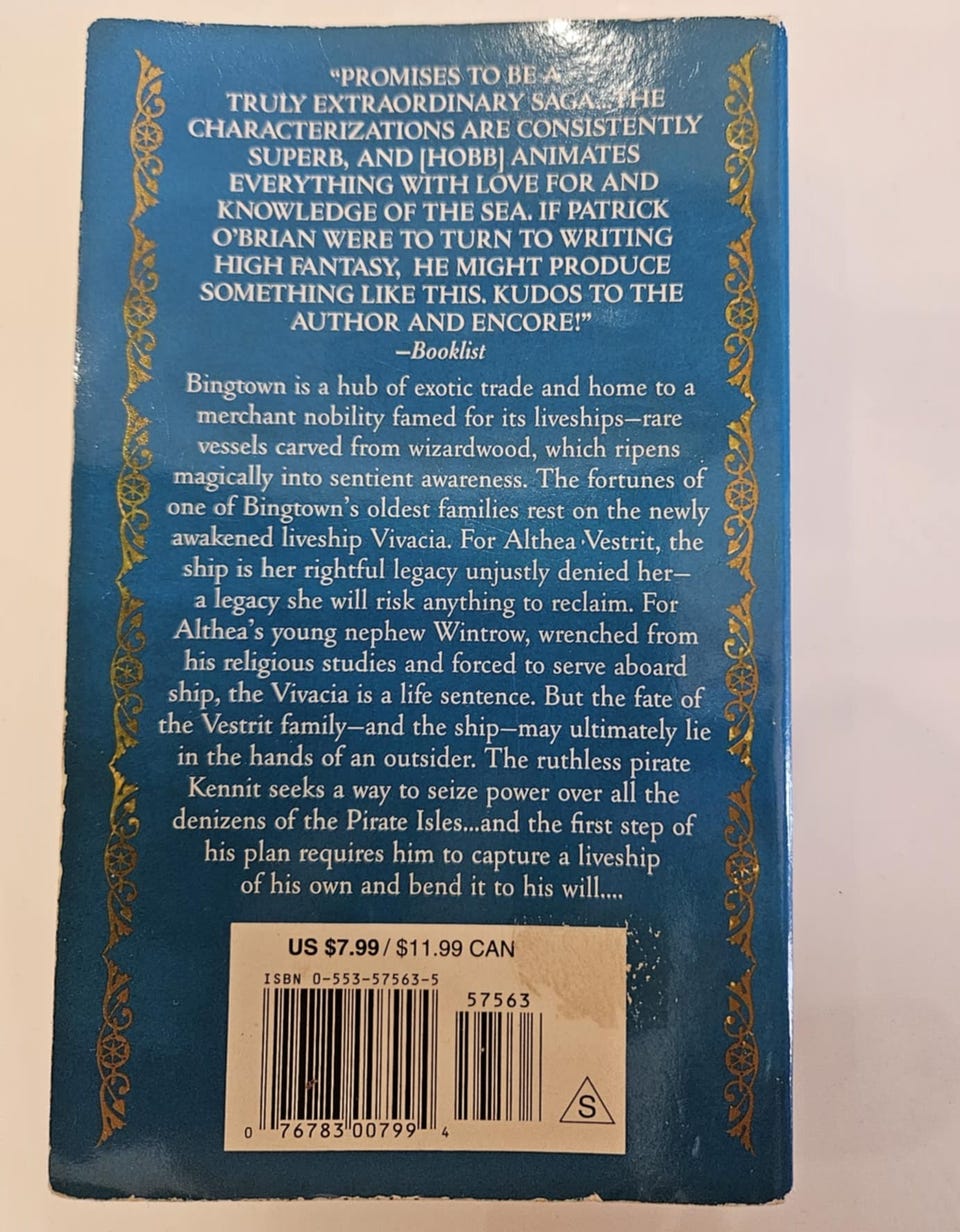 “PROMISES TO BE A
TRULY EXTRAORDINARY SAGA...THE
CHARACTERIZATIONS ARE CONSISTENTLY
SUPERB, AND [HOBB] ANIMATES
EVERYTHING WITH LOVE FOR AND
KNOWLEDGE OF THE SEA. IF PATRICK
O’BRIAN WERE TO TURN TO WRITING
HIGH FANTASY, HE MIGHT PRODUCE
SOMETHING LIKE THIS. KUDOS TO THE
AUTHOR AND ENCORE!”
—Booklist
Bingtown is a hub of exotic trade and home to a
merchant nobility famed for its liveships—rare
vessels carved from wizardwood, which ripens
magically into sentient awareness. The fortunes of
one of Bingtown’s oldest families rest on the newly
awakened liveship Vivacia. For Althea Vestrit, the
ship is her rightful legacy unjustly denied her—
a legacy she will risk anything to reclaim. For
Althea’s young nephew Wintrow, wrenched from
his religious studies and forced to serve aboard
ship, the Vivacia is a life sentence. But the fate of
the Vestrit family—and the ship—may ultimately lie
in the hands of an outsider. The ruthless pirate
Kennit seeks a way to seize power over all the
denizens of the Pirate Isles...and the first step of
his plan requires him to capture a liveship
of his own and bend it to his will....
US $7.99 / $11.99 CAN
ISBN 0-553-57563-5
57563
S
0 76783 00799 4